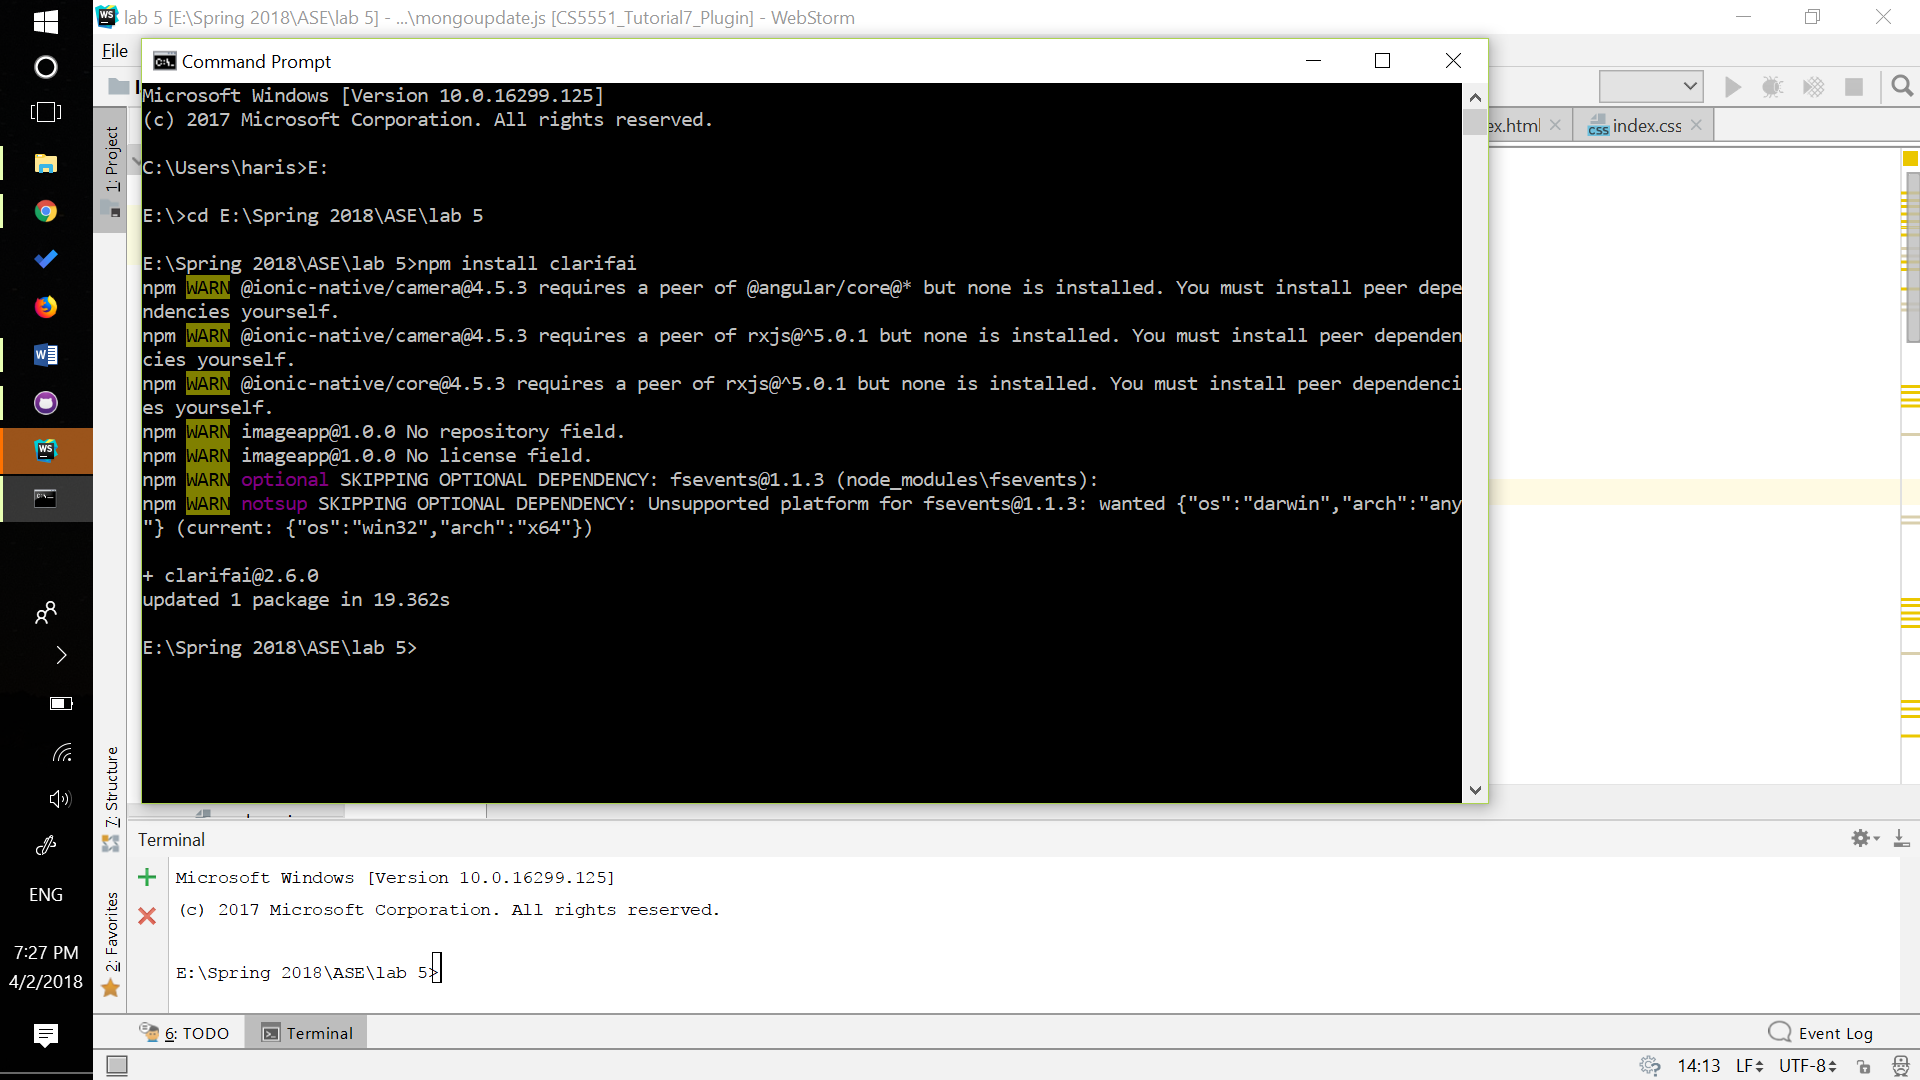 lab 5 [E:\Spring 2018\ASE\lab 5] - ...\mongoupdate.js [CS5551_Tutorial7_Plugin] - WebStorm
File
Command Prompt
ex.html
index.css
1: Project
Microsoft Windows [Version 10.0.16299.125]
(c) 2017 Microsoft Corporation. All rights reserved.
C:\Users\haris>E:
E:\>cd E:\Spring 2018\ASE\lab 5
E:\Spring 2018\ASE\lab 5>npm install clarifai
npm WARN @ionic-native/camera@4.5.3 requires a peer of @angular/core@* but none is installed. You must install peer depe
ndencies yourself.
npm WARN @ionic-native/camera@4.5.3 requires a peer of rxjs@^5.0.1 but none is installed. You must install peer dependen
cies yourself.
npm WARN @ionic-native/core@4.5.3 requires a peer of rxjs@^5.0.1 but none is installed. You must install peer dependenci
es yourself.
npm WARN imageapp@1.0.0 No repository field.
npm WARN imageapp@1.0.0 No license field.
npm WARN optional SKIPPING OPTIONAL DEPENDENCY: fsevents@1.1.3 (node_modules\fsevents):
npm WARN notsup SKIPPING OPTIONAL DEPENDENCY: Unsupported platform for fsevents@1.1.3: wanted {"os":"darwin","arch":"any
"} (current: {"os":"win32","arch":"x64"})
+ clarifai@2.6.0
updated 1 package in 19.362s
E:\Spring 2018\ASE\lab 5>
7: Structure
Terminal
Microsoft Windows [Version 10.0.16299.125]
(c) 2017 Microsoft Corporation. All rights reserved.
E:\Spring 2018\ASE\lab 5>
2: Favorites
ENG
7:27 PM
4/2/2018
6: TODO
Terminal
Event Log
14:13
LF
UTF-8